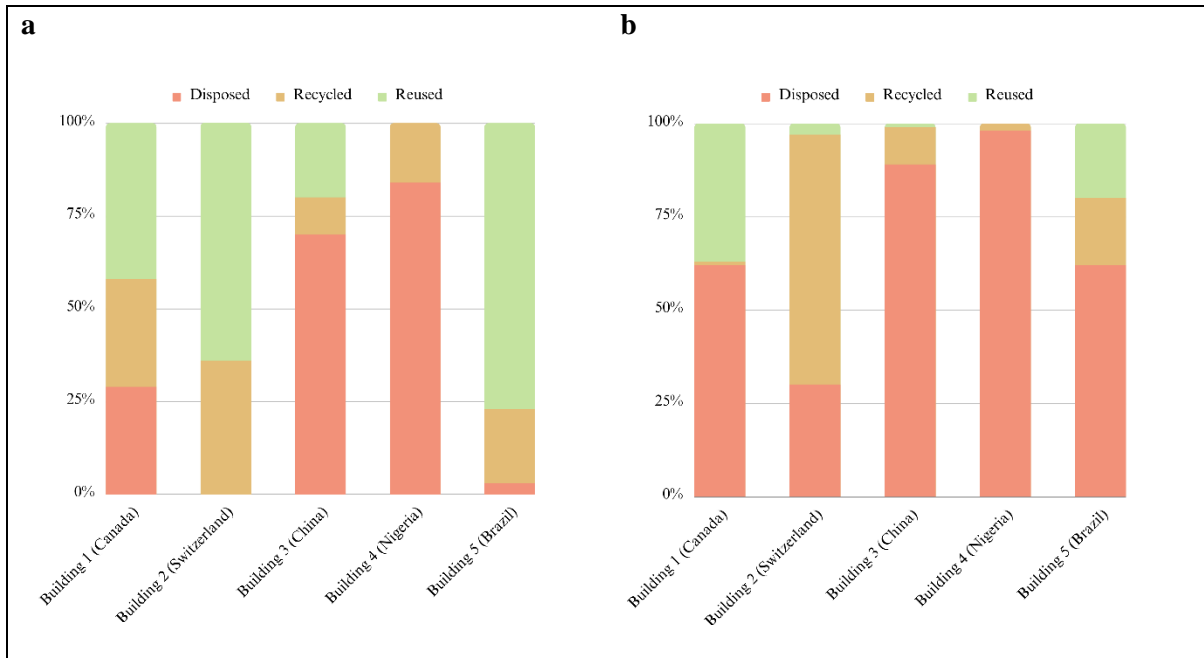 a
Disposed Recycled Reused
100%
75%
50%
25%
0%
Building 1 (Canada)
Building 2 (Switzerland)
Building 3 (China)
Building 4 (Nigeria)
Building 5 (Brazil)
b
Disposed Recycled Reused
100%
75%
50%
25%
0%
Building 1 (Canada)
Building 2 (Switzerland)
Building 3 (China)
Building 4 (Nigeria)
Building 5 (Brazil)